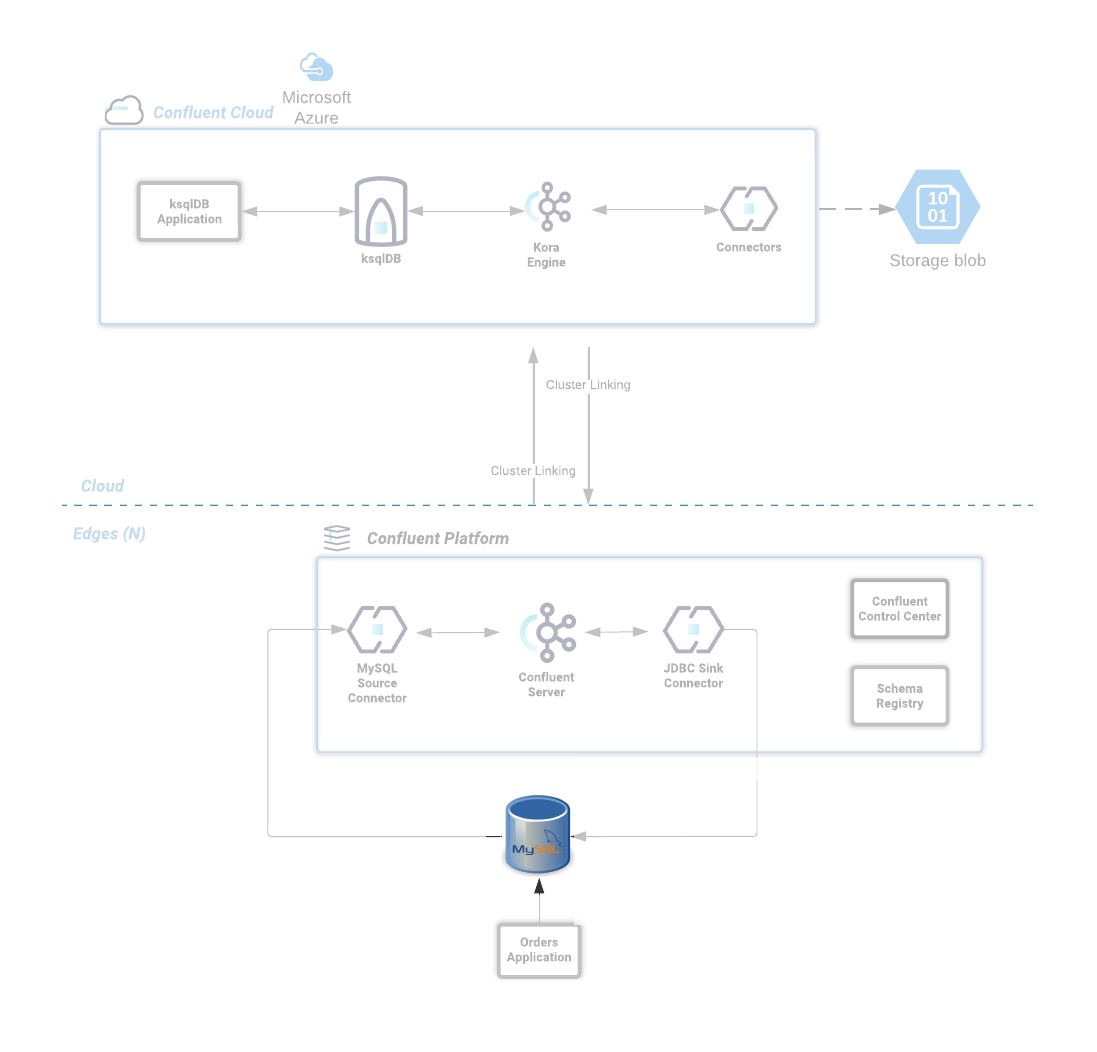 Microsoft
Azure
Confluent Cloud
ksqlDB
Application
ksqlDB
Kora
Engine
Connectors
10
01
Storage blob
Cluster Linking
Cluster Linking
Cloud
Edges (N)
Confluent Platform
MySQL
Source
Connector
Confluent
Server
JDBC Sink
Connector
Confluent
Control Center
Schema
Registry
MySQL
Orders
Application